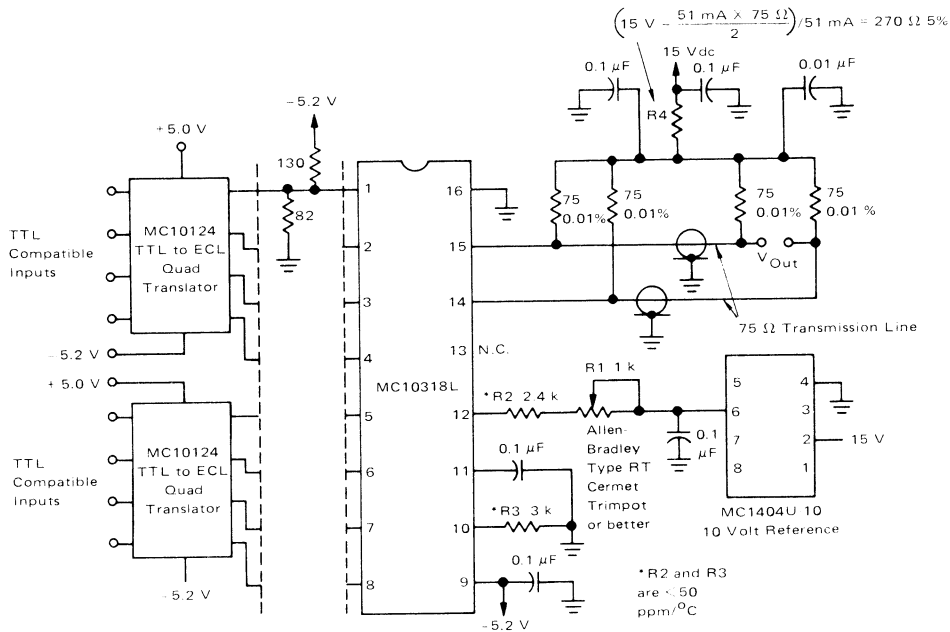 (15 V – 51 mA X 75 Ω / 2)/51 mA = 270 Ω 5%
15 Vdc
0.1 μF
0.1 μF
0.01 μF
R4
-5.2 V
+5.0 V
130
82
TTL
Compatible
Inputs
MC10124
TTL to ECL
Quad
Translator
-5.2 V
+5.0 V
TTL
Compatible
Inputs
MC10124
TTL to ECL
Quad
Translator
-5.2 V
1
2
3
4
5
6
7
8
MC10318L
16
15
14
13
12
11
10
9
N.C.
75
0.01%
75
0.01%
75
0.01%
75
0.01 %
VOut
75 Ω Transmission Line
*R2 2.4 k
R1 1 k
Allen-
Bradley
Type RT
Cermet
Trimpot
or better
0.1
μF
0.1 μF
*R3 3 k
0.1 μF
-5.2 V
5
6
7
8
4
3
2
1
15 V
MC1404U 10
10 Volt Reference
*R2 and R3
are ≤50
ppm/°C